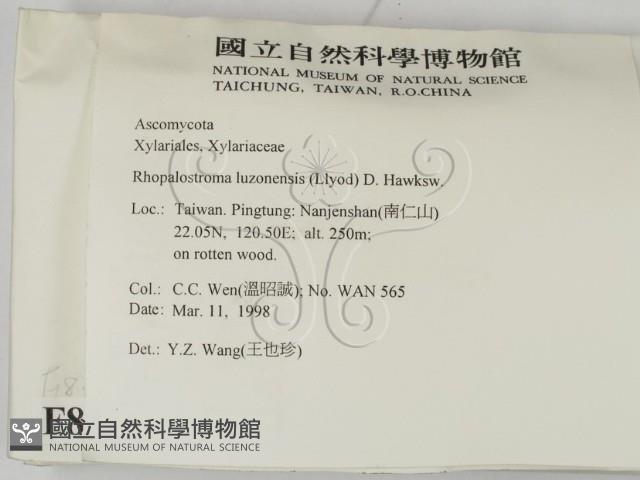 國立自然科學博物館
NATIONAL MUSEUM OF NATURAL SCIENCE
TAICHUNG, TAIWAN, R.O.CHINA
Ascomycota
Xylariales, Xylariaceae
Rhopalostroma luzonensis (Llyod) D. Hawksw.
Loc.: Taiwan. Pingtung: Nanjenshan(南仁山)
22.05N, 120.50E; alt. 250m;
on rotten wood.
Col.: C.C. Wen(溫昭誠); No. WAN 565
Date: Mar. 11, 1998
Det.: Y.Z. Wang(王也珍)
F8
國立自然科學博物館
NATIONAL MUSEUM OF NATURAL SCIENCE